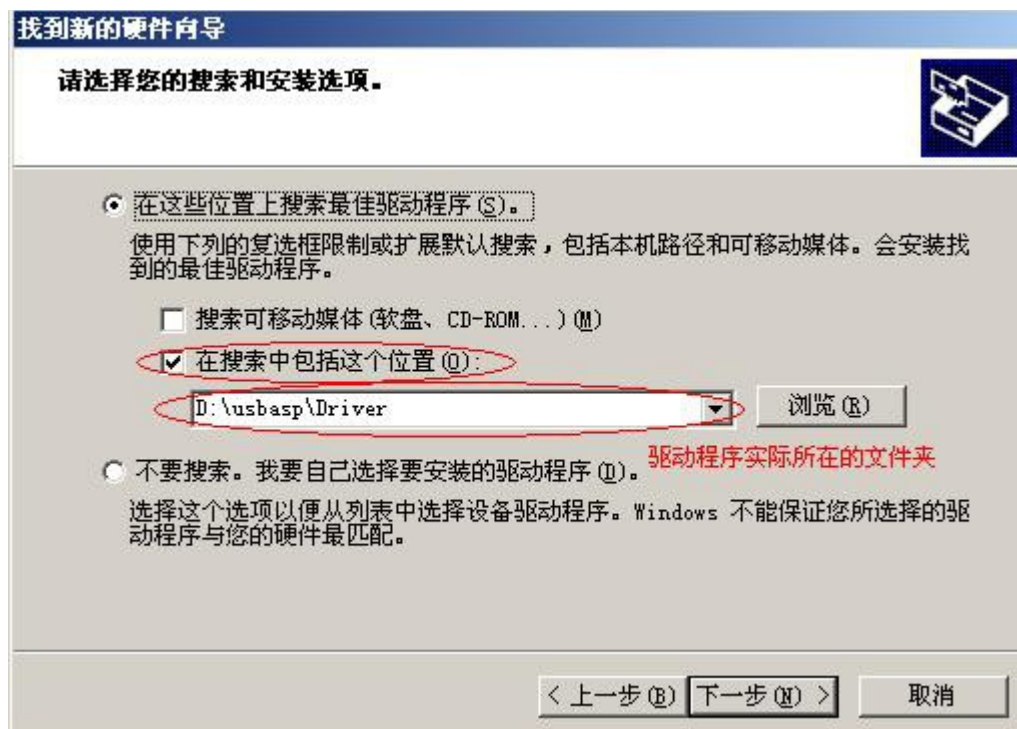 找到新的硬件向导
请选择您的搜索和安装选项。
在这些位置上搜索最佳驱动程序(S)。
使用下列的复选框限制或扩展默认搜索，包括本机路径和可移动媒体。会安装找
到的最佳驱动程序。
搜索可移动媒体(软盘、CD-ROM...)(M)
在搜索中包括这个位置(O):
D:\usbasp\Driver
浏览(R)
驱动程序实际所在的文件夹
不要搜索。我要自己选择要安装的驱动程序(D)。
选择这个选项以便从列表中选择设备驱动程序。Windows 不能保证您所选择的驱
动程序与您的硬件最匹配。
< 上一步(B) 下一步(N) > 取消